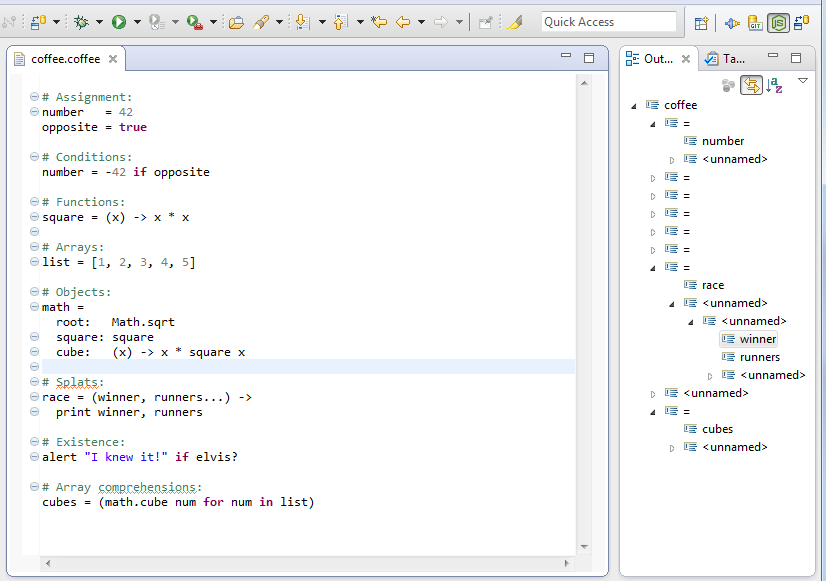 Quick Access
GIT
JS
coffee.coffee
# Assignment:
number   = 42
opposite = true
# Conditions:
number = -42 if opposite
# Functions:
square = (x) -> x * x
# Arrays:
list = [1, 2, 3, 4, 5]
# Objects:
math =
  root:   Math.sqrt
  square: square
  cube:   (x) -> x * square x
# Splats:
race = (winner, runners...) ->
  print winner, runners
# Existence:
alert "I knew it!" if elvis?
# Array comprehensions:
cubes = (math.cube num for num in list)
Out...
Ta...
a
z
coffee
=
number
<unnamed>
=
=
=
=
=
=
race
<unnamed>
<unnamed>
winner
runners
<unnamed>
<unnamed>
=
cubes
<unnamed>